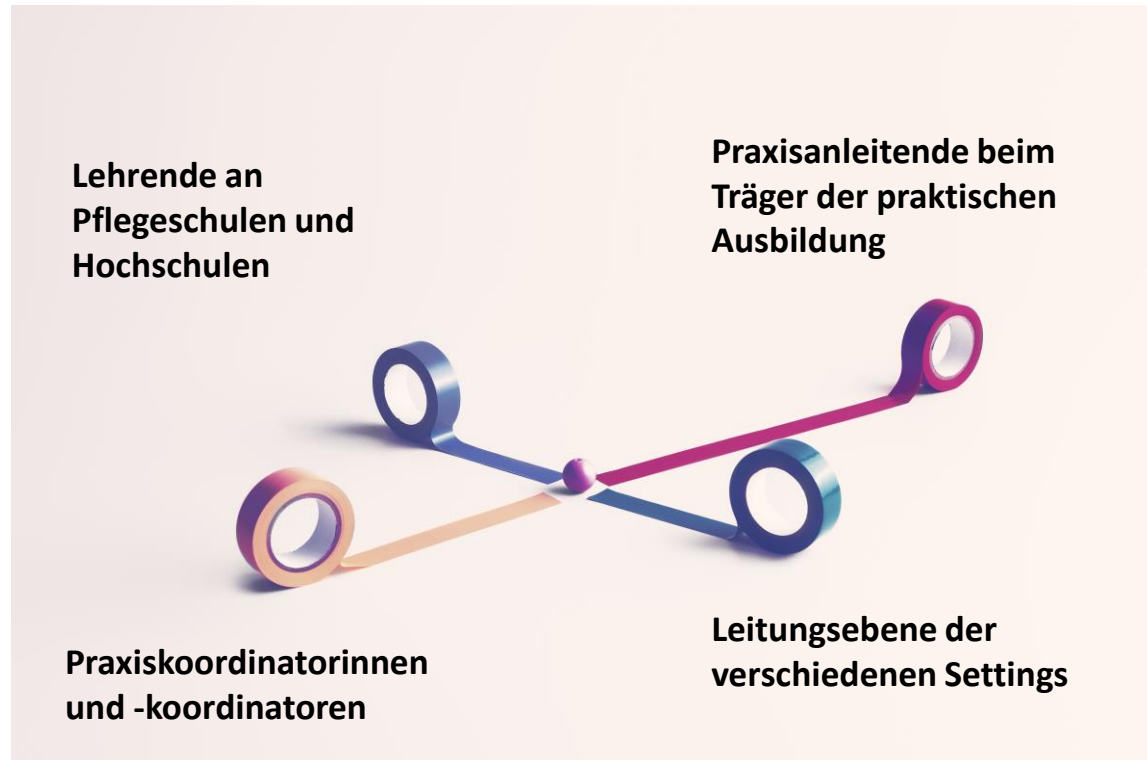 Lehrende an
Pflegeschulen und
Hochschulen
Praxisanleitende beim
Träger der praktischen
Ausbildung
Praxiskoordinatorinnen
und -koordinatoren
Leitungsebene der
verschiedenen Settings